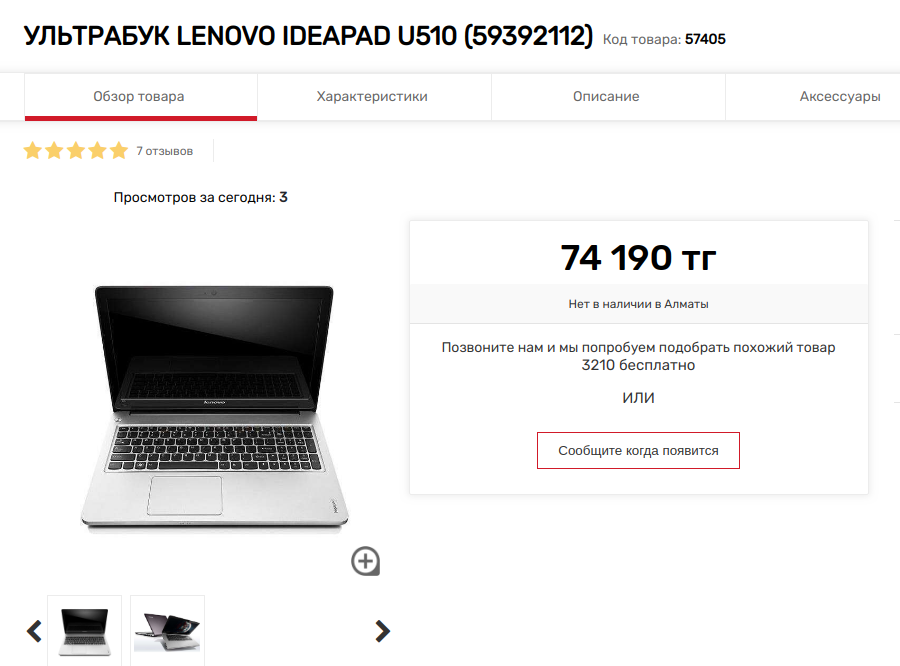 УЛЬТРАБУК LENOVO IDEAPAD U510 (59392112) Код товара: 57405
Обзор товара Характеристики Описание Аксессуары
7 отзывов
Просмотров за сегодня: 3
74 190 тг
Нет в наличии в Алматы
Позвоните нам и мы попробуем подобрать похожий товар
3210 бесплатно
ИЛИ
Сообщите когда появится
lenovo